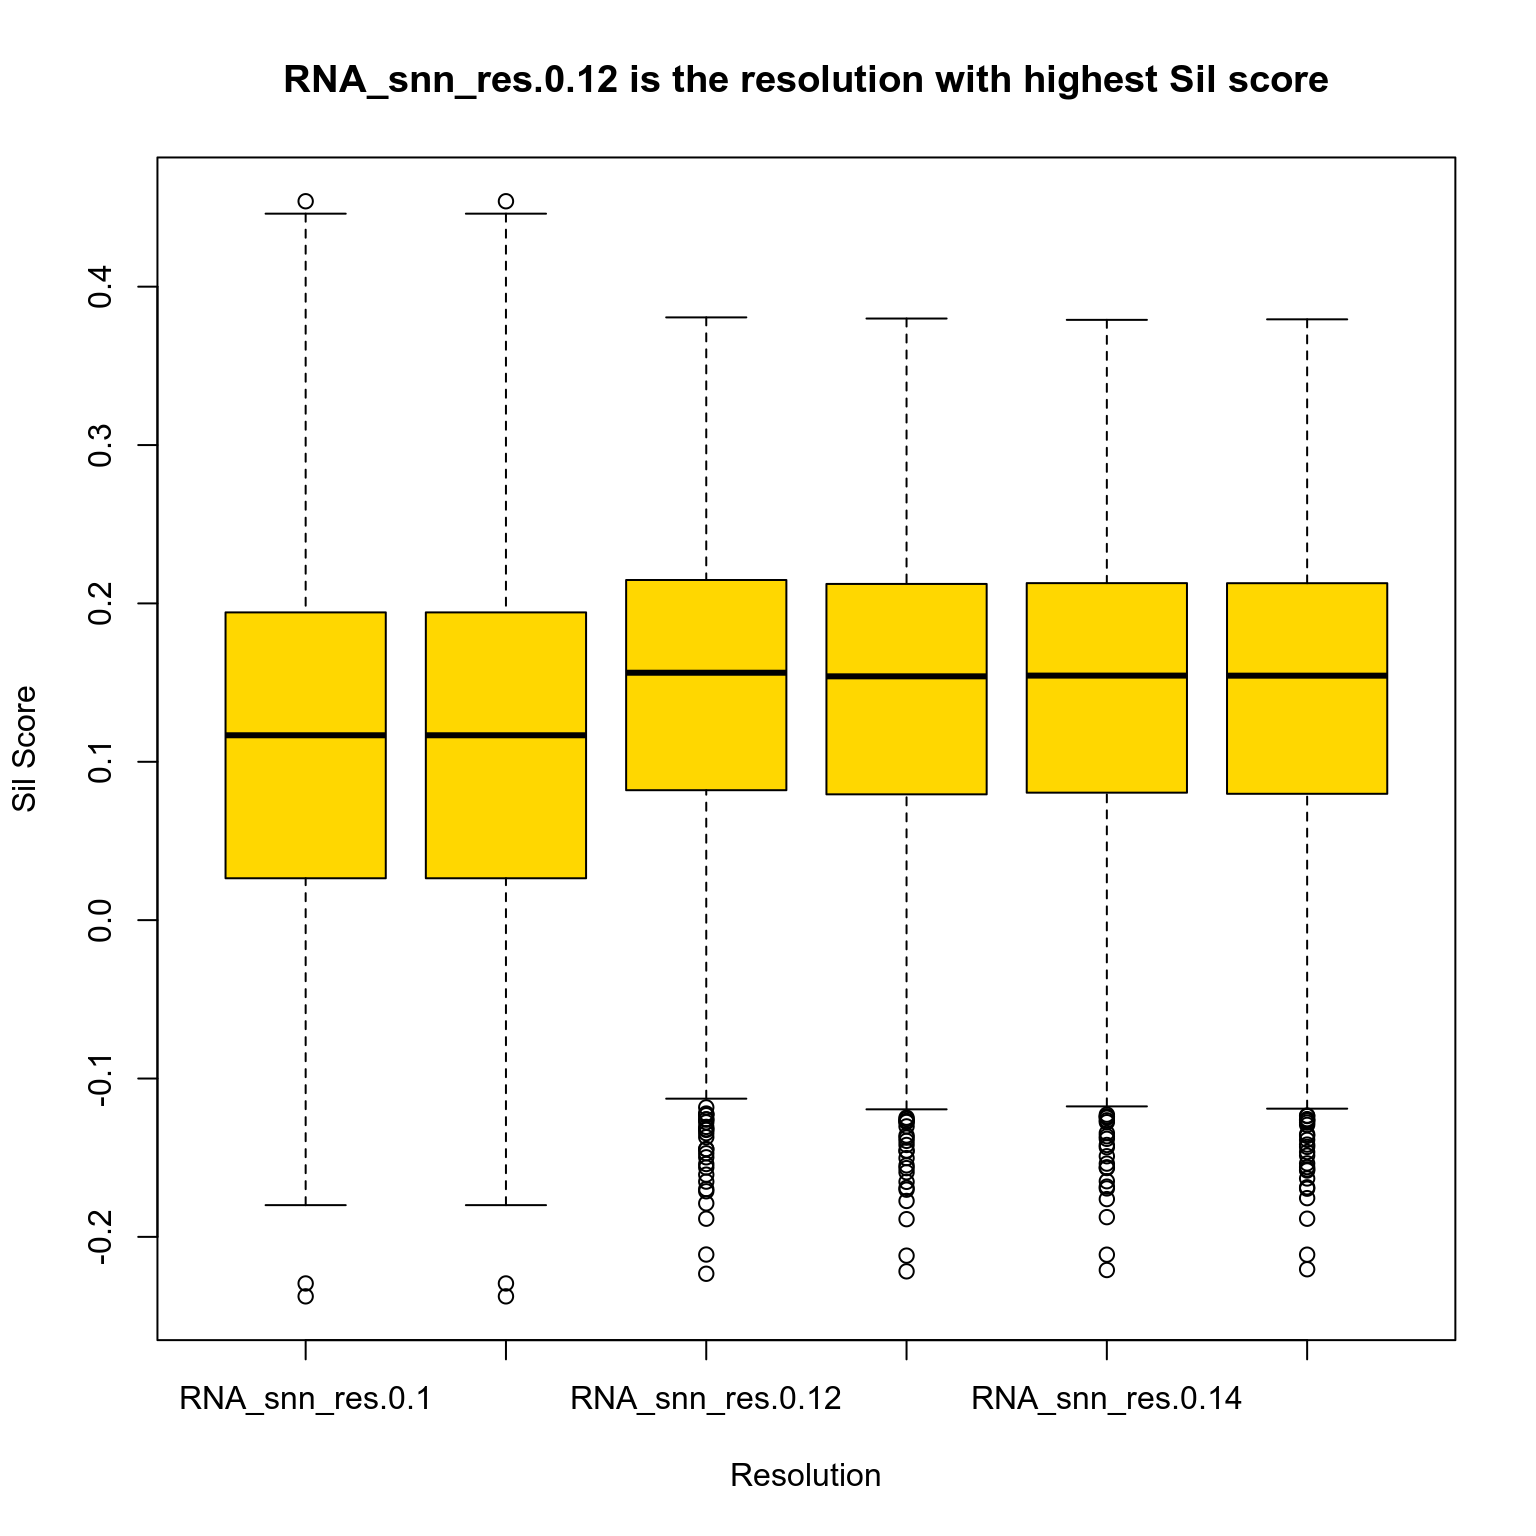 RNA_snn_res.0.12 is the resolution with highest Sil score
Sil Score
0.4
0.3
0.2
0.1
0.0
-0.1
-0.2
RNA_snn_res.0.1
RNA_snn_res.0.12
RNA_snn_res.0.14
Resolution